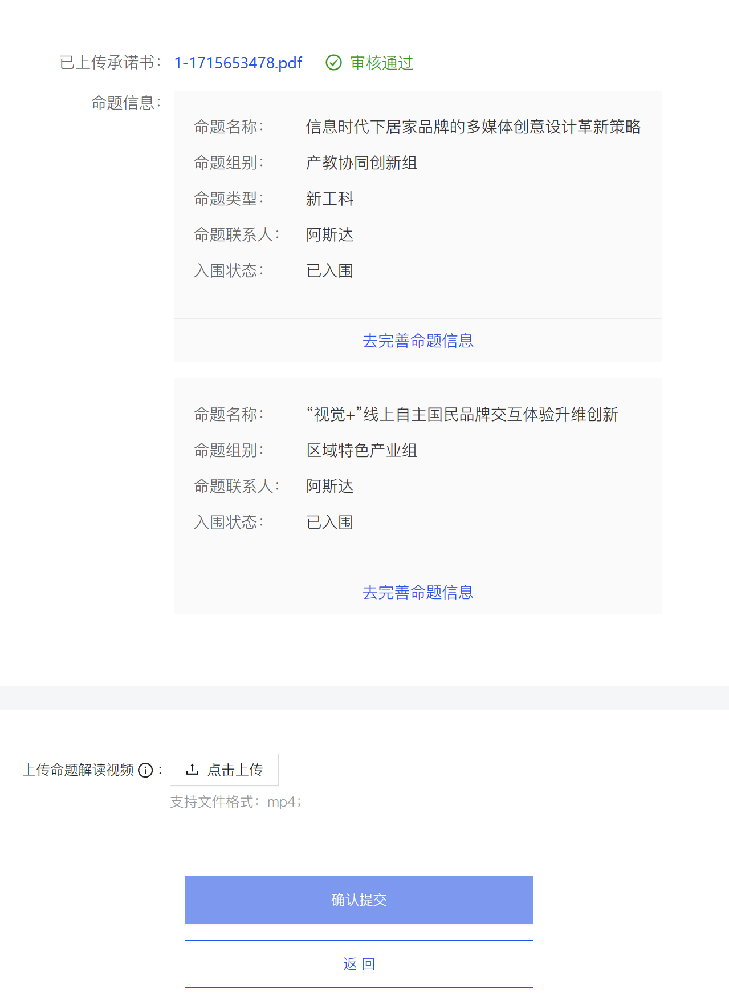 已上传承诺书： 1-1715653478.pdf 审核通过
命题信息：
命题名称： 信息时代下居家品牌的多媒体创意设计革新策略
命题组别： 产教协同创新组
命题类型： 新工科
命题联系人： 阿斯达
入围状态： 已入围
去完善命题信息
命题名称： “视觉+”线上自主国民品牌交互体验升维创新
命题组别： 区域特色产业组
命题联系人： 阿斯达
入围状态： 已入围
去完善命题信息
上传命题解读视频 ： 点击上传
支持文件格式：mp4；
确认提交
返 回